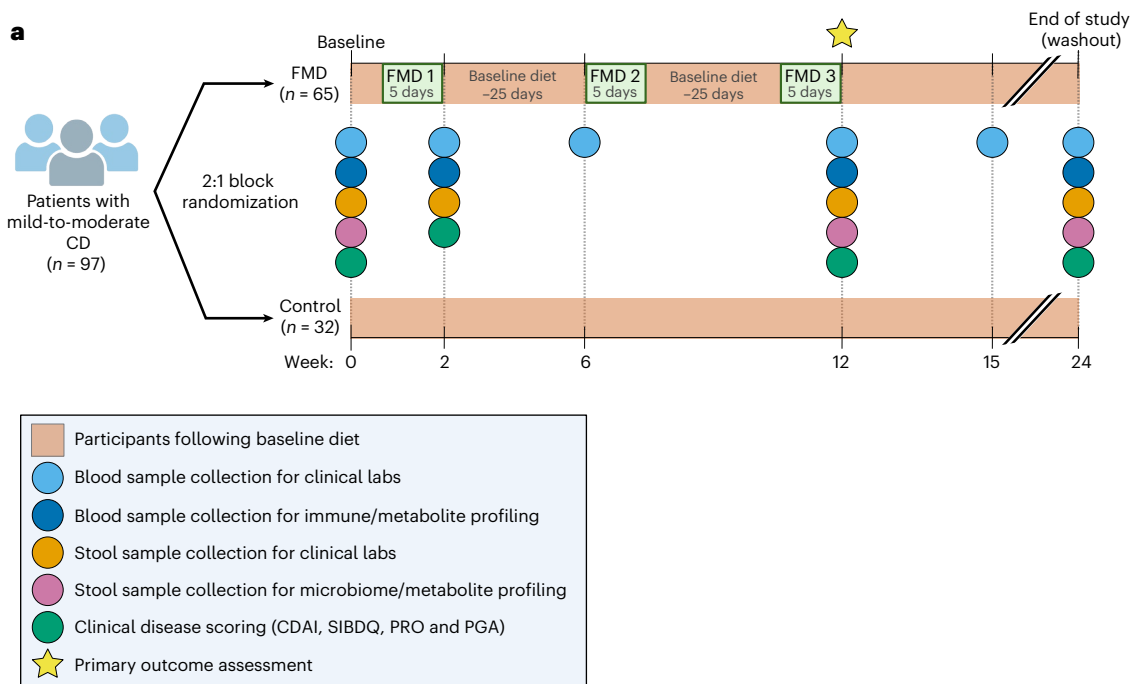 a
Baseline
End of study
(washout)
FMD
(n = 65)
FMD 1
5 days
Baseline diet
~25 days
FMD 2
5 days
Baseline diet
~25 days
FMD 3
5 days
Patients with
mild-to-moderate
CD
(n = 97)
2:1 block
randomization
Control
(n = 32)
Week: 0 2 6 12 15 24
Participants following baseline diet
Blood sample collection for clinical labs
Blood sample collection for immune/metabolite profiling
Stool sample collection for clinical labs
Stool sample collection for microbiome/metabolite profiling
Clinical disease scoring (CDAI, SIBDQ, PRO and PGA)
Primary outcome assessment